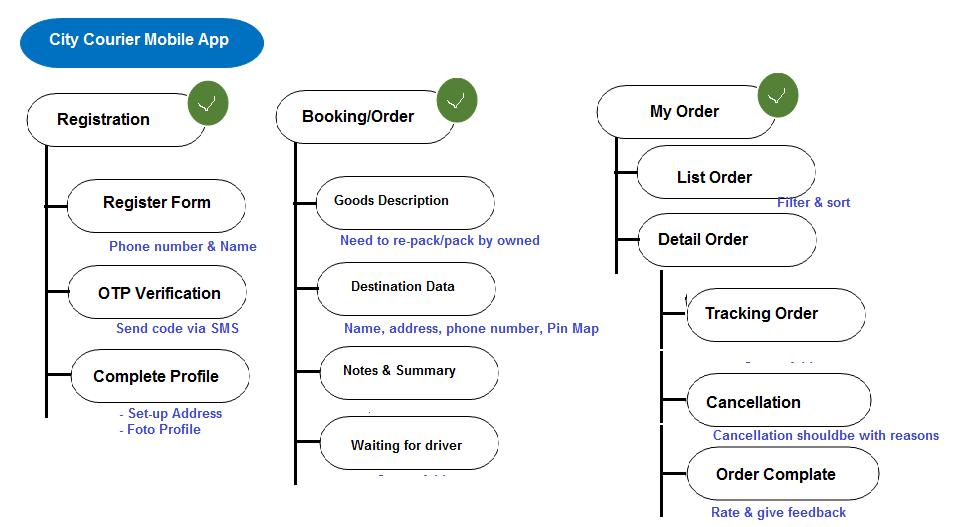 City Courier Mobile App
Registration
Register Form
Phone number & Name
OTP Verification
Send code via SMS
Complete Profile
- Set-up Address
- Foto Profile
Booking/Order
Goods Description
Need to re-pack/pack by owned
Destination Data
Name, address, phone number, Pin Map
Notes & Summary
Waiting for driver
My Order
List Order
Filter & sort
Detail Order
Tracking Order
Cancellation
Cancellation shouldbe with reasons
Order Complate
Rate & give feedback